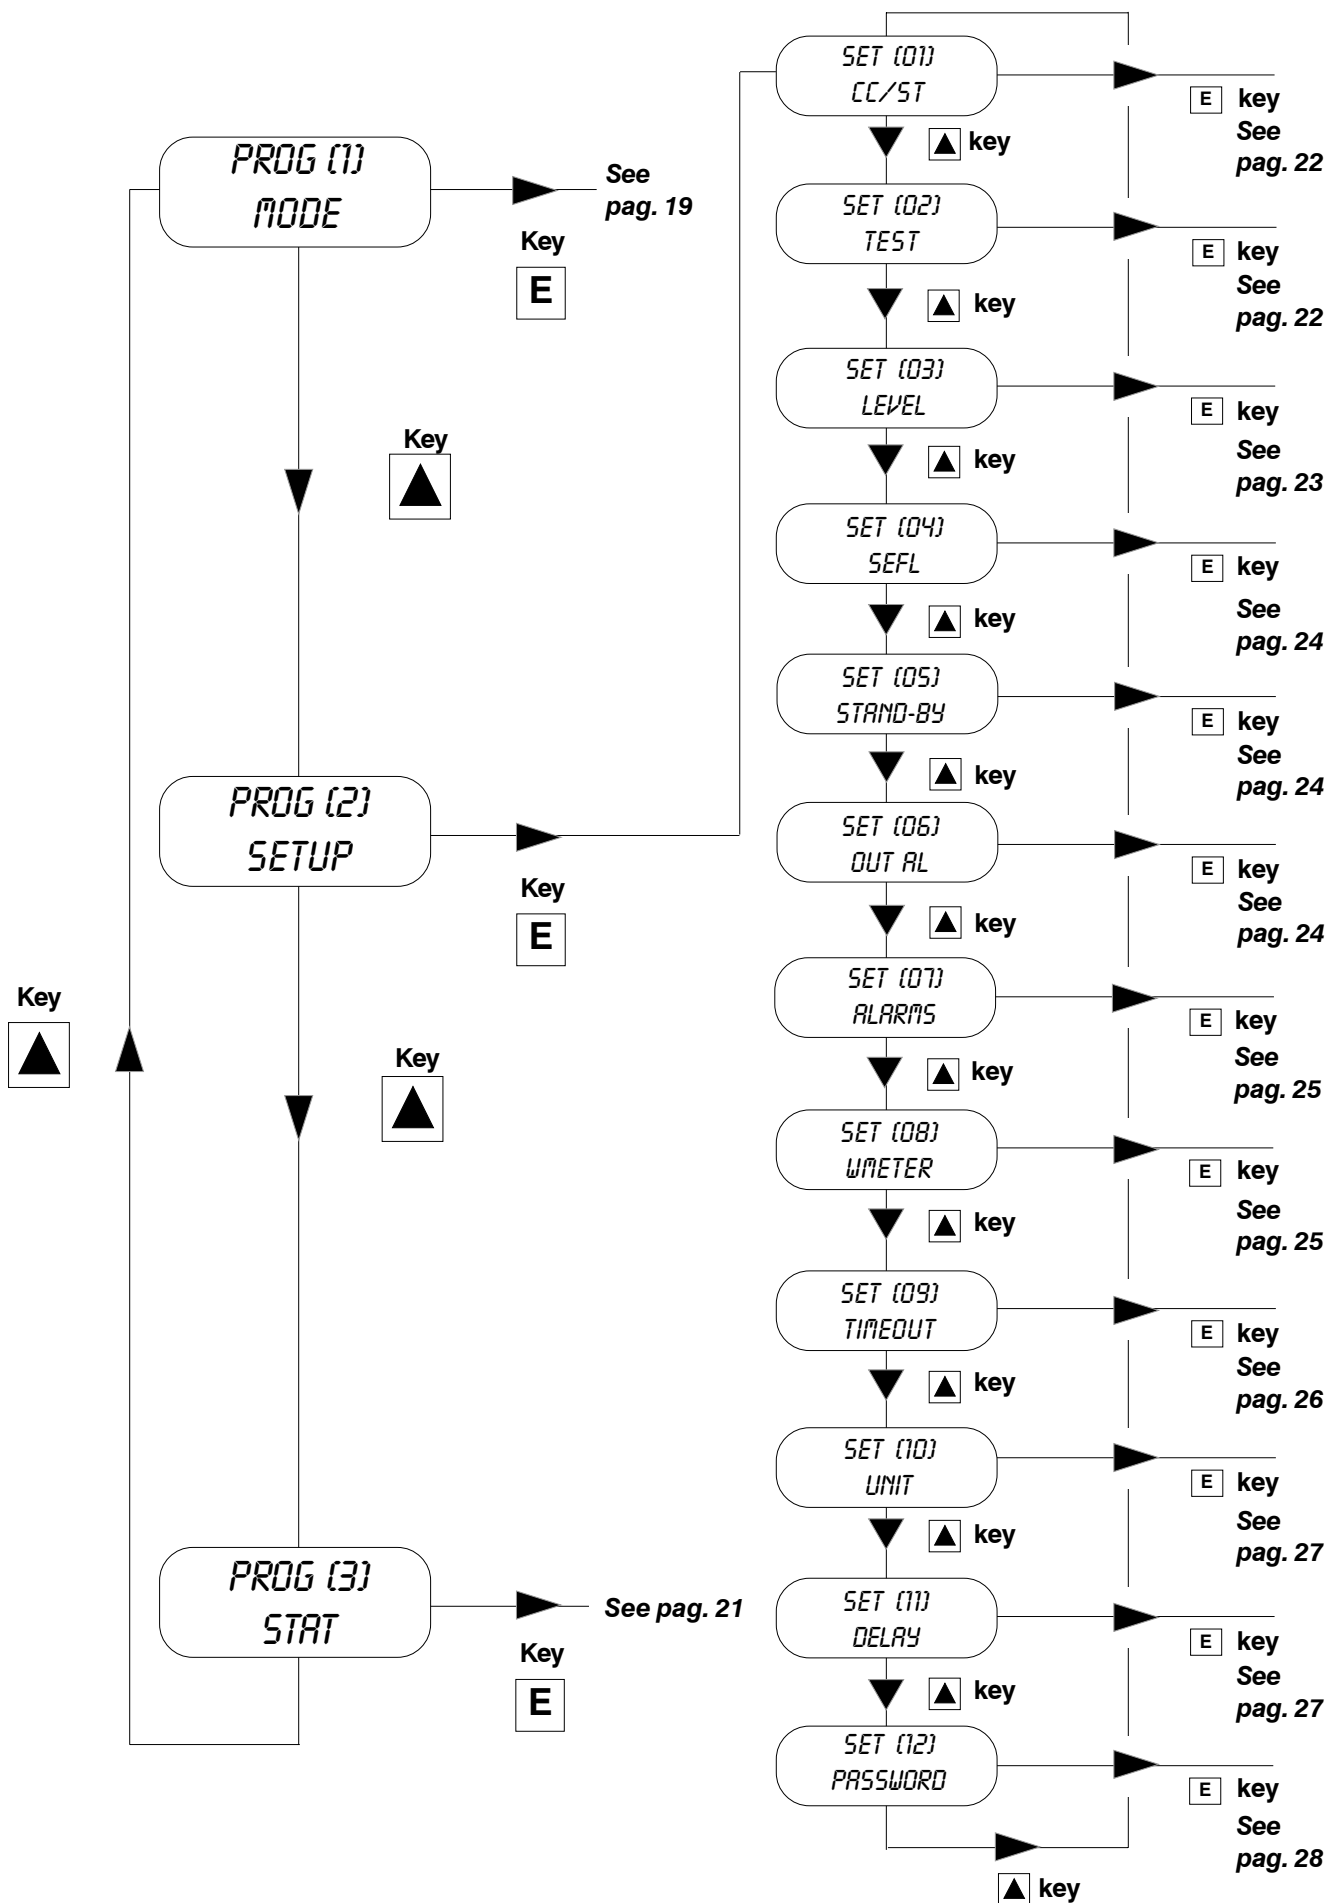 PROG (1)
MODE
See
pag. 19
Key
E
Key
PROG (2)
SETUP
Key
E
Key
Key
PROG (3)
STAT
See pag. 21
Key
E
SET (01)
CC/ST
E key
See
pag. 22
key
SET (02)
TEST
E key
See
pag. 22
key
SET (03)
LEVEL
E key
See
pag. 23
key
SET (04)
SEFL
E key
See
pag. 24
key
SET (05)
STAND-BY
E key
See
pag. 24
key
SET (06)
OUT AL
E key
See
pag. 24
key
SET (07)
ALARMS
E key
See
pag. 25
key
SET (08)
WMETER
E key
See
pag. 25
key
SET (09)
TIMEOUT
E key
See
pag. 26
key
SET (10)
UNIT
E key
See
pag. 27
key
SET (11)
DELAY
E key
See
pag. 27
key
SET (12)
PASSWORD
E key
See
pag. 28
key